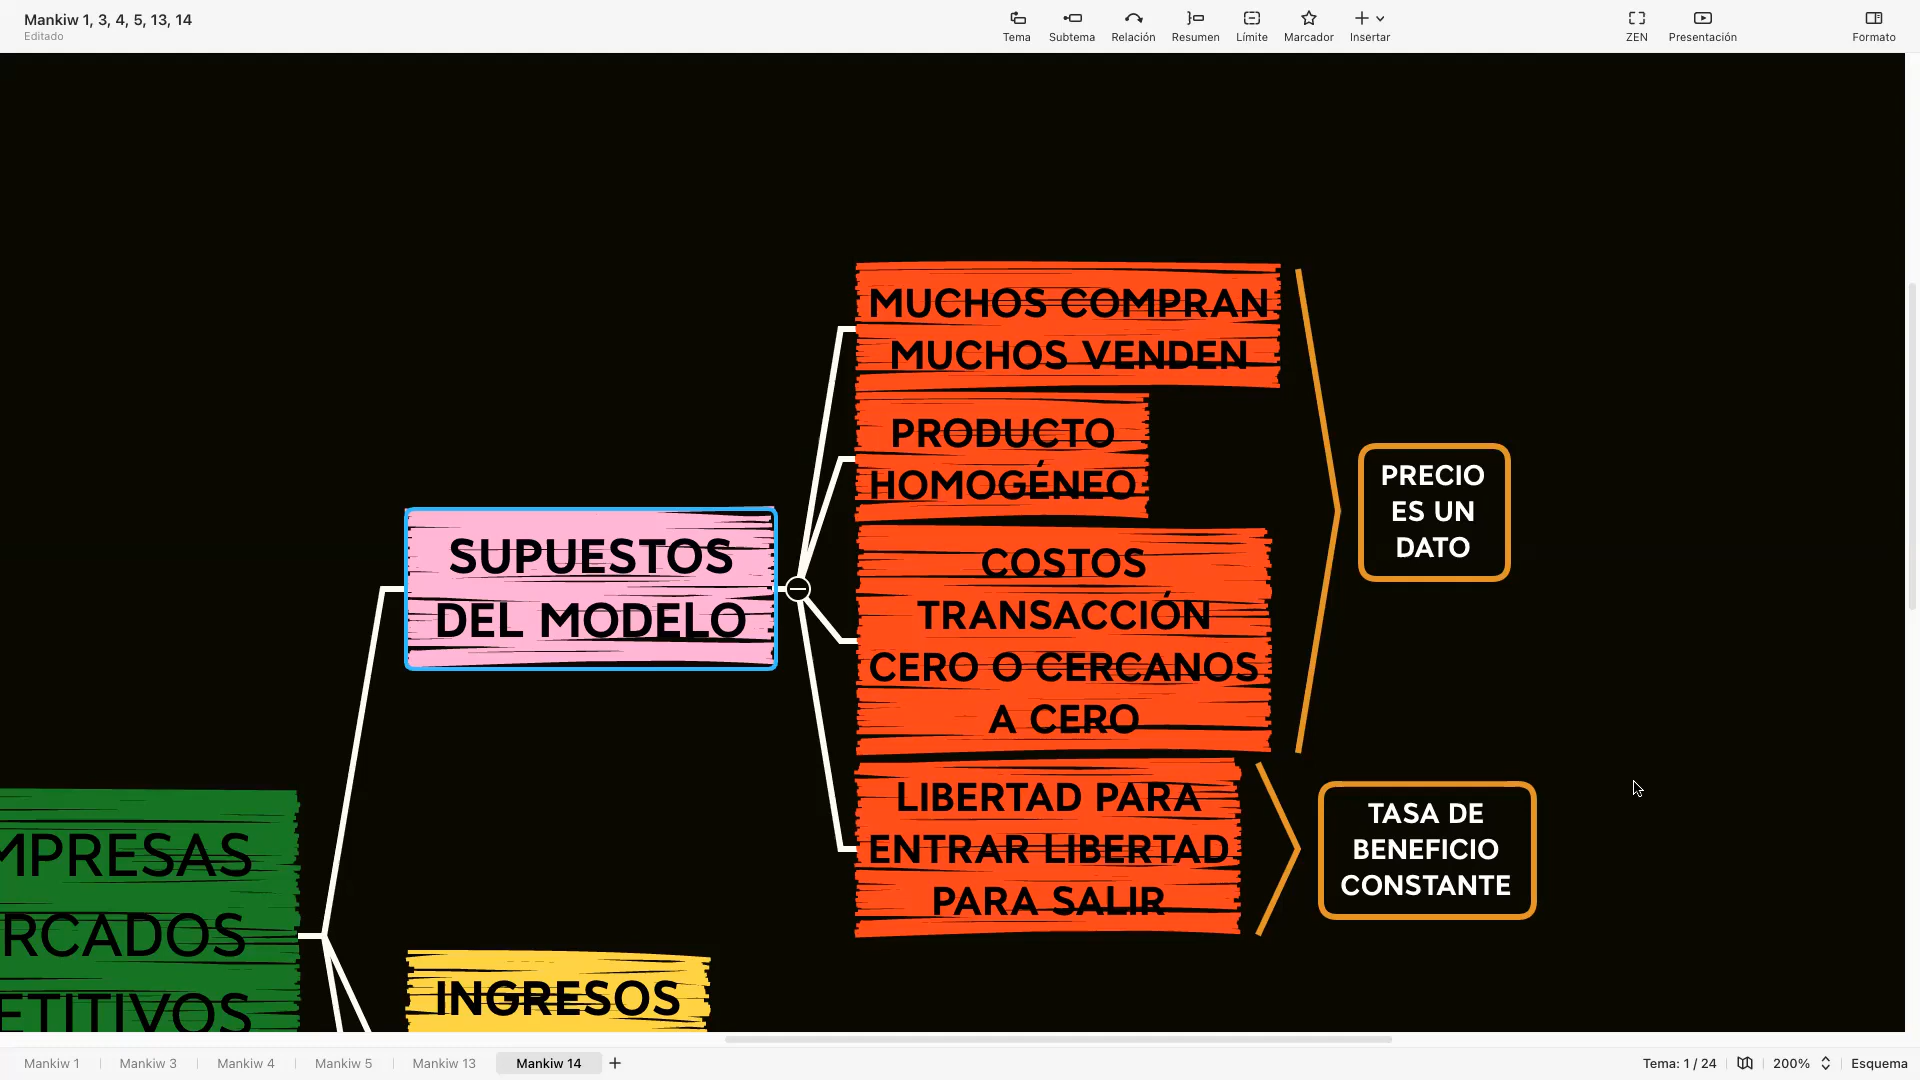 Mankiw 1, 3, 4, 5, 13, 14
Editado
Tema
Subtema
Relación
Resumen
Límite
Marcador
Insertar
ZEN
Presentación
Formato
MUCHOS COMPRAN
MUCHOS VENDEN
PRODUCTO
HOMOGÉNEO
COSTOS
TRANSACCIÓN
CERO O CERCANOS
A CERO
LIBERTAD PARA
ENTRAR LIBERTAD
PARA SALIR
PRECIO
ES UN
DATO
TASA DE
BENEFICIO
CONSTANTE
SUPUESTOS
DEL MODELO
MPRESAS
RCADOS
ETITIVOS
INGRESOS
Mankiw 1
Mankiw 3
Mankiw 4
Mankiw 5
Mankiw 13
Mankiw 14
Tema: 1 / 24
200%
Esquema